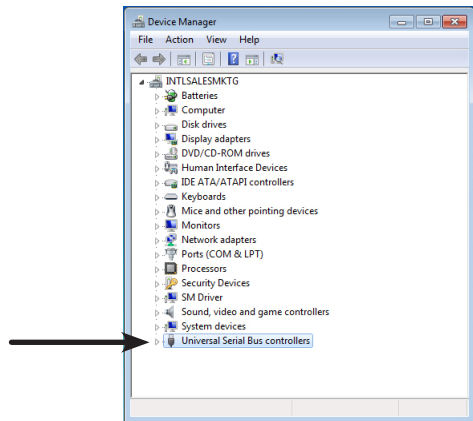 Device Manager
File Action View Help
INTLSALESMKTG
Batteries
Computer
Disk drives
Display adapters
DVD/CD-ROM drives
Human Interface Devices
IDE ATA/ATAPI controllers
Keyboards
Mice and other pointing devices
Monitors
Network adapters
Ports (COM & LPT)
Processors
Security Devices
SM Driver
Sound, video and game controllers
System devices
Universal Serial Bus controllers